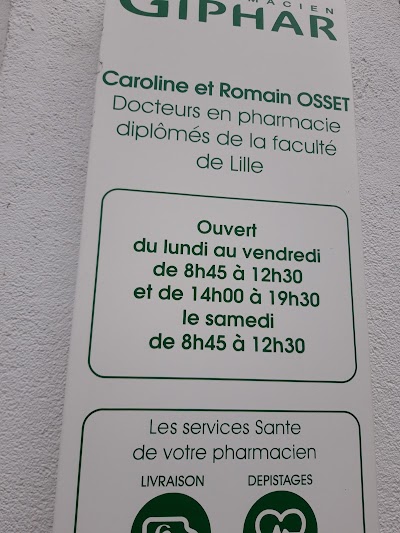 GIPHAR
Caroline et Romain OSSET
Docteurs en pharmacie
diplômés de la faculté
de Lille
Ouvert
du lundi au vendredi
de 8h45 à 12h30
et de 14h00 à 19h30
le samedi
de 8h45 à 12h30
Les services Sante
de votre pharmacien
LIVRAISON DEPISTAGES